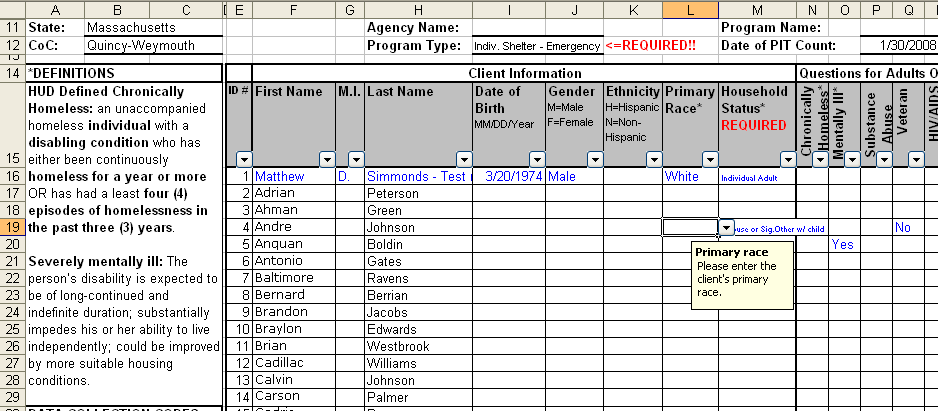 A B C D E F G H I J K L M N O P Q
11 State: Massachusetts Agency Name: Program Name:
12 CoC: Quincy-Weymouth Program Type: Indiv. Shelter - Emergency <=REQUIRED!! Date of PIT Count: 1/30/2008
13
14 *DEFINITIONS Client Information Questions for Adults O
15
HUD Defined Chronically
Homeless: an unaccompanied
homeless individual with a
disabling condition who has
either been continuously
homeless for a year or more
OR has had a least four (4)
episodes of homelessness in
the past three (3) years.
Severely mentally ill: The
person's disability is expected to
be of long-continued and
indefinite duration; substantially
impedes his or her ability to live
independently; could be improved
by more suitable housing
conditions.
ID #
First Name
M.I.
Last Name
Date of
Birth
MM/DD/Year
Gender
M=Male
F=Female
Ethnicity
H=Hispanic
N=Non-
Hispanic
Primary
Race*
Household
Status*
REQUIRED
Chronically
Homeless*
Mentally Ill*
Substance
Abuse
Veteran
HIV/AIDS
16 1 Matthew D. Simmonds - Test 3/20/1974 Male White Individual Adult
17 2 Adrian Peterson
18 3 Ahman Green
19 4 Andre Johnson use or Sig.Other w/ child No
20 5 Anquan Boldin Yes
21 6 Antonio Gates
22 7 Baltimore Ravens
23 8 Bernard Berrian
24 9 Brandon Jacobs
25 10 Braylon Edwards
26 11 Brian Westbrook
27 12 Cadillac Williams
28 13 Calvin Johnson
29 14 Carson Palmer
Primary race
Please enter the
client's primary
race.